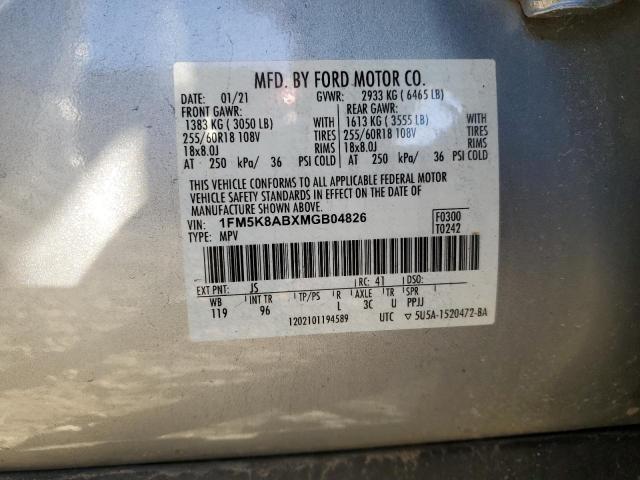 MFD. BY FORD MOTOR CO.
DATE: 01/21 GVWR: 2933 KG ( 6465 LB)
FRONT GAWR: REAR GAWR:
1383 KG ( 3050 LB) WITH 1613 KG ( 3555 LB) WITH
255/60R18 108V TIRES 255/60R18 108V TIRES
18x8.0J RIMS 18x8.0J RIMS
AT 250 kPa/ 36 PSI COLD AT 250 kPa/ 36 PSI COLD
THIS VEHICLE CONFORMS TO ALL APPLICABLE FEDERAL MOTOR
VEHICLE SAFETY STANDARDS IN EFFECT ON THE DATE OF
MANUFACTURE SHOWN ABOVE.
VIN: 1FM5K8ABXMGB04826 F0300
TYPE: MPV T0242
EXT PNT: JS RC: 41 DSO:
WB INT TR TP/PS R AXLE TR SPR
119 96 L 3C U PPJJ
1202101194589 UTC ▽ 5U5A-1520472-BA